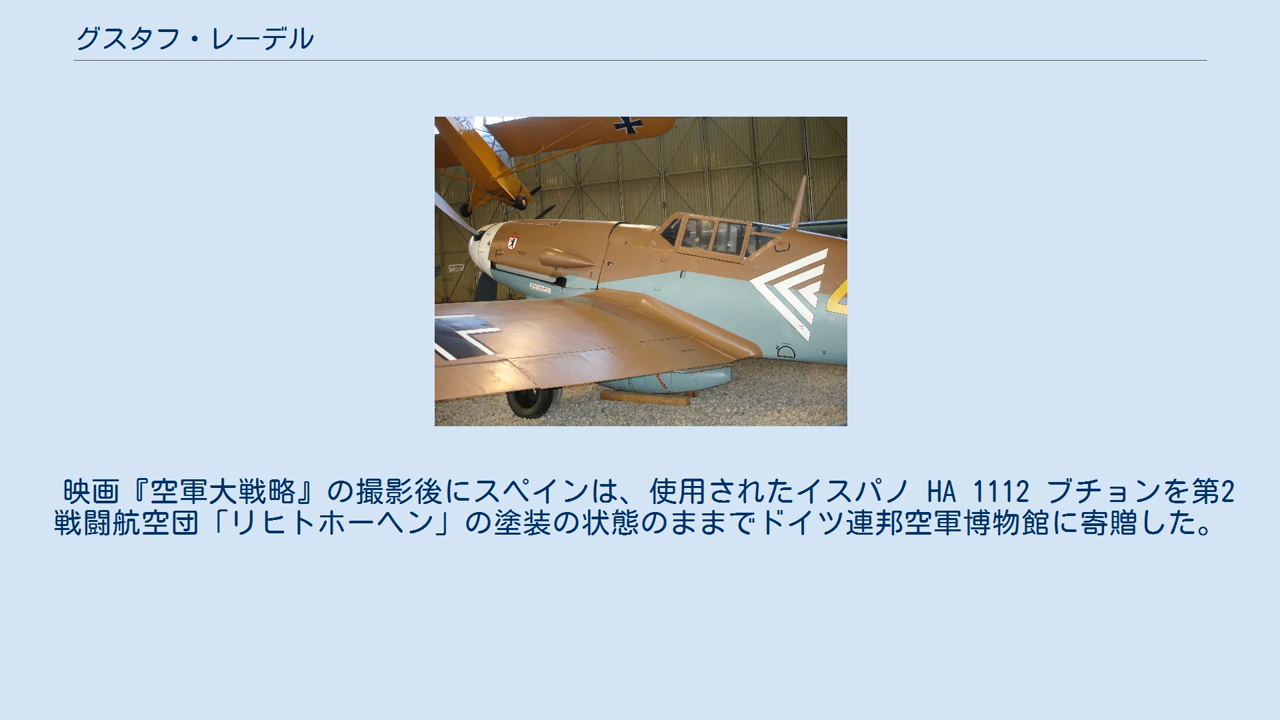 グスタフ・レーデル
映画『空軍大戦略』の撮影後にスペインは、使用されたイスパノ HA 1112 ブチョンを第2
戦闘航空団「リヒトホーヘン」の塗装の状態のままでドイツ連邦空軍博物館に寄贈した。